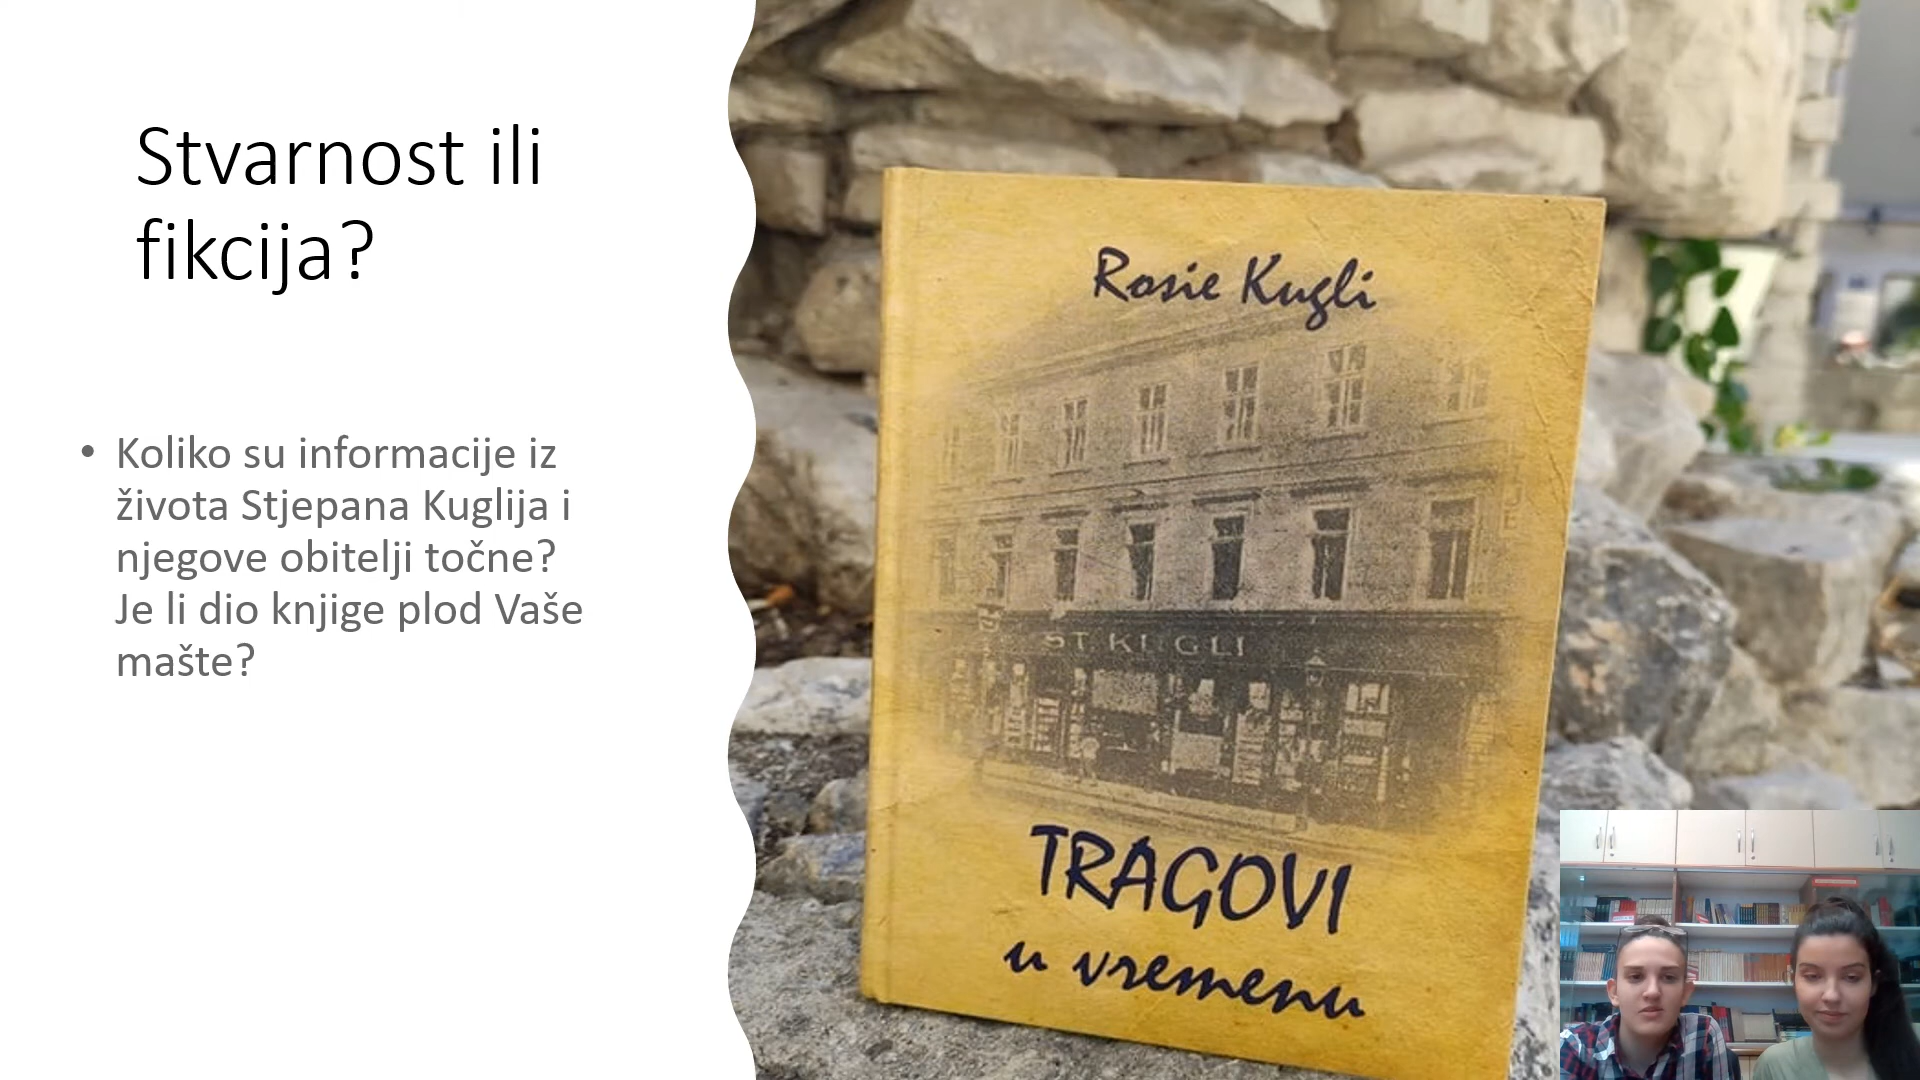 Stvarnost ili
fikcija?
• Koliko su informacije iz
života Stjepana Kuglija i
njegove obitelji točne?
Je li dio knjige plod Vaše
mašte?
Rosie Kugli
ST. KUGLI
TRAGOVI
u vremenu